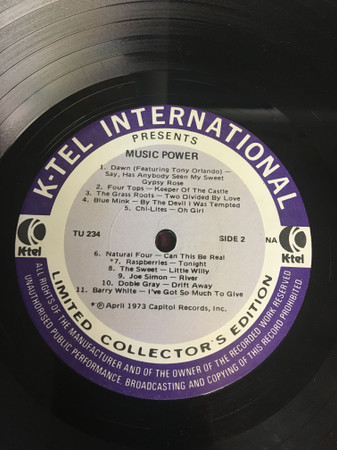 K-TEL INTERNATIONAL
PRESENTS
MUSIC POWER
1. Dawn (Featuring Tony Orlando) -
Say, Has Anybody Seen My Sweet
Gypsy Rose
2. Four Tops - Keeper Of The Castle
3. The Grass Roots - Two Divided By Love
4. Blue Mink - By The Devil I Was Tempted
5. Chi-Lites - Oh Girl
TU 234
SIDE 2
NA
K-tel
K-tel
6. Natural Four - Can This Be Real
*7. Raspberries - Tonight
8. The Sweet - Little Willy
9. Joe Simon - River
10. Dobie Gray - Drift Away
11. Barry White - I've Got So Much To Give
*℗ April 1973 Capitol Records, Inc.
LIMITED COLLECTOR'S EDITION
ALL RIGHTS OF THE MANUFACTURER AND OF THE OWNER OF THE RECORDED WORK RESERVED
UNAUTHORISED PUBLIC PERFORMANCE, BROADCASTING AND COPYING OF THIS RECORD PROHIBITED.